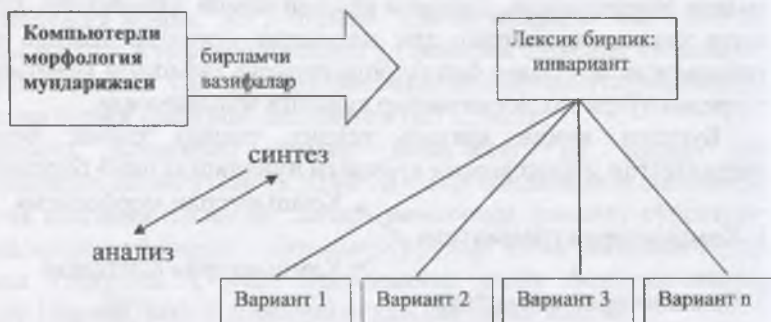 Компьютерли
морфология
мундарижаси
бирламчи
вазифалар
Лексик бирлик:
инвариант
синтез
анализ
Вариант 1
Вариант 2
Вариант 3
Вариант n